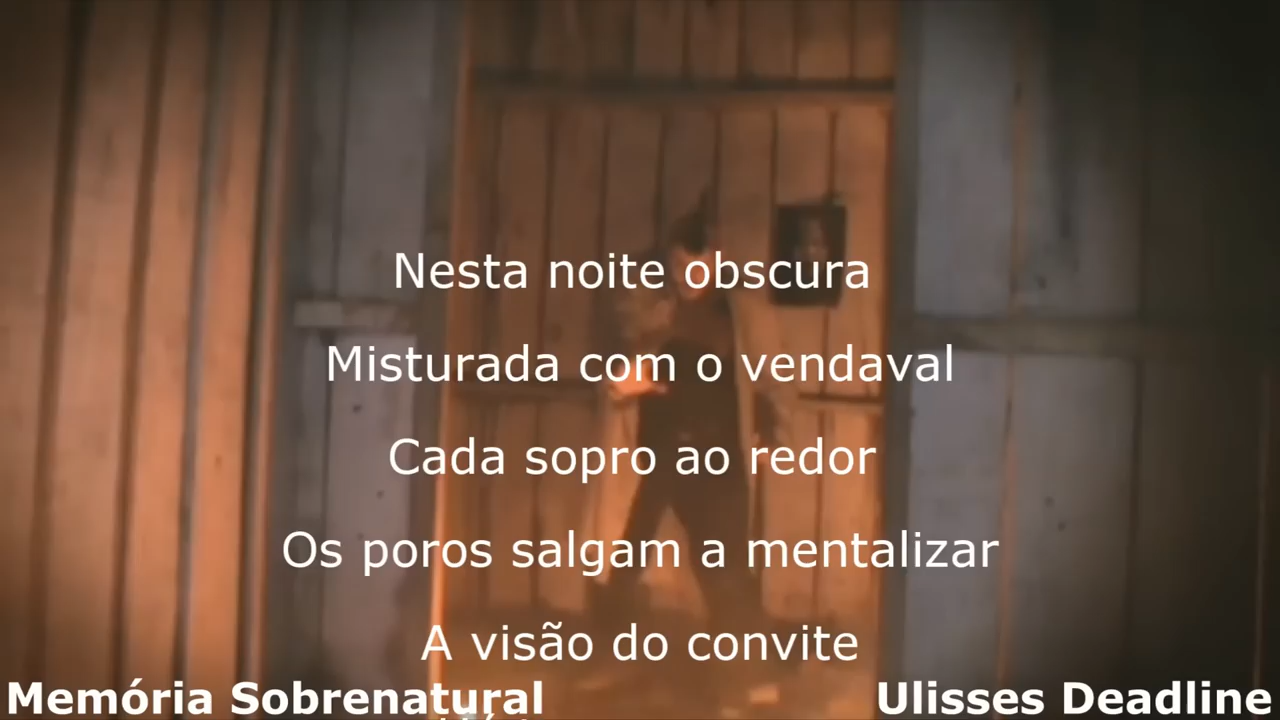 Nesta noite obscura
Misturada com o vendaval
Cada sopro ao redor
Os poros salgam a mentalizar
A visão do convite
Memória Sobrenatural
Ulisses Deadline